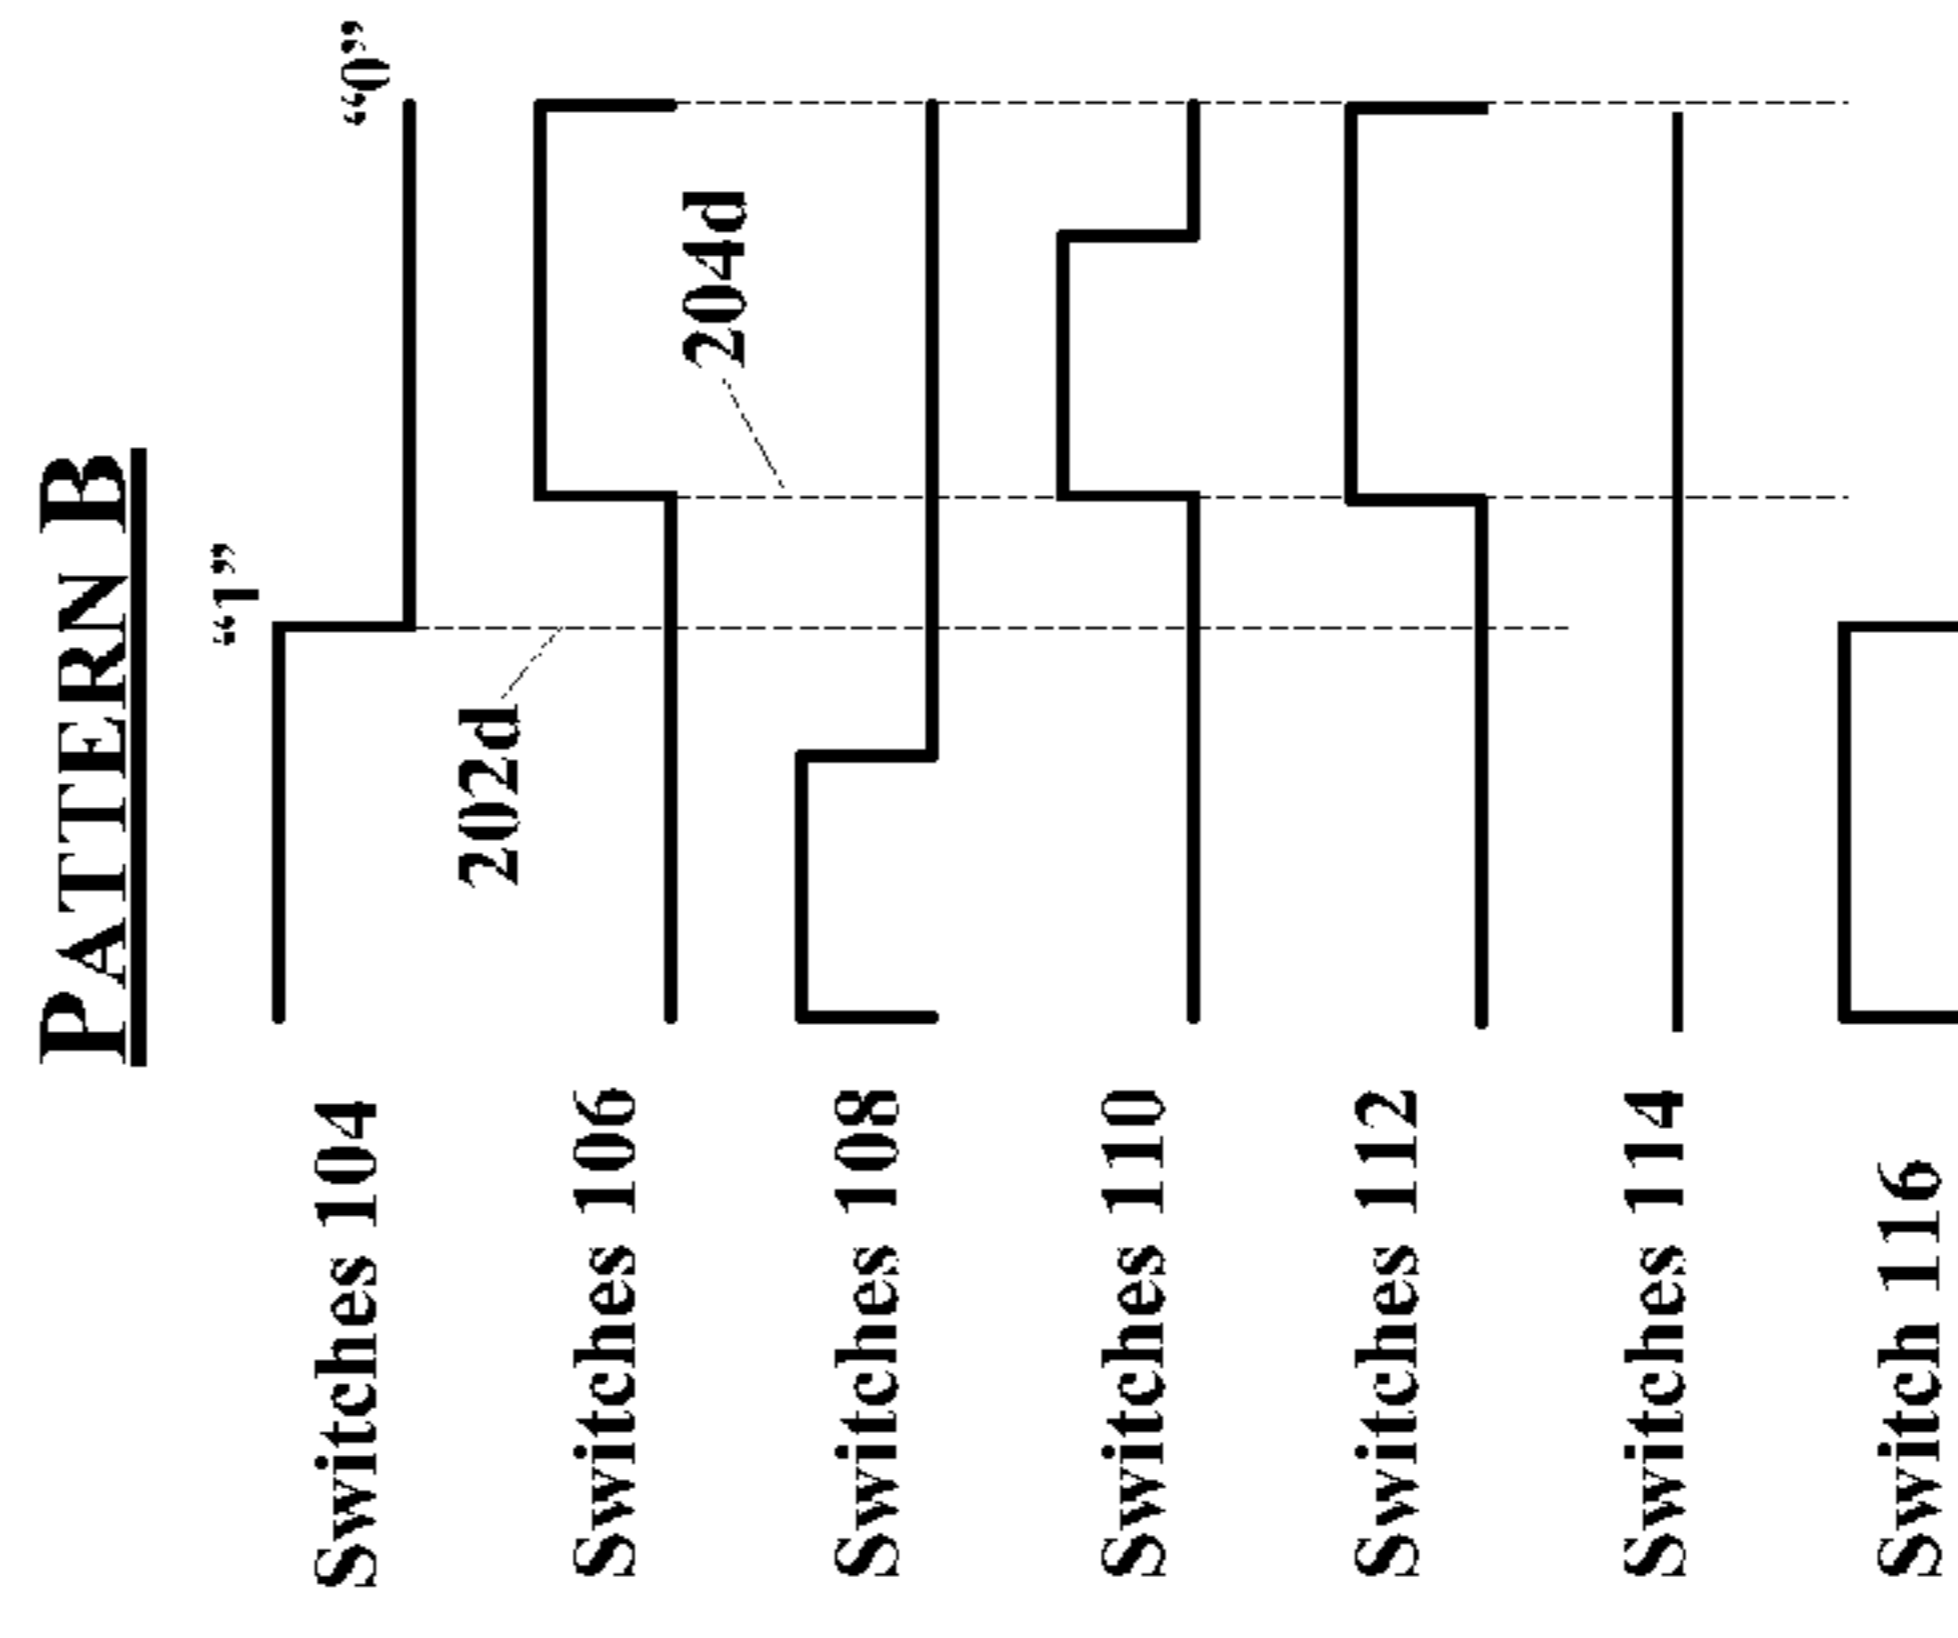 PATTERN B
“1”
“0”
Switches 104
202d
Switches 106
204d
Switches 108
Switches 110
Switches 112
Switches 114
Switch 116